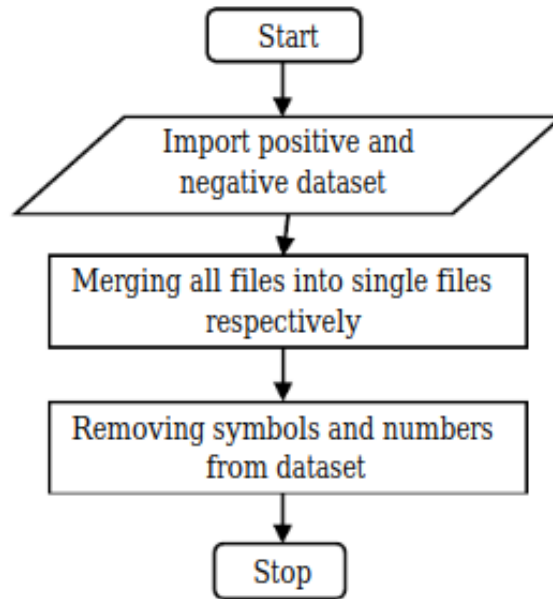 Start
Import positive and
negative dataset
Merging all files into single files
respectively
Removing symbols and numbers
from dataset
Stop